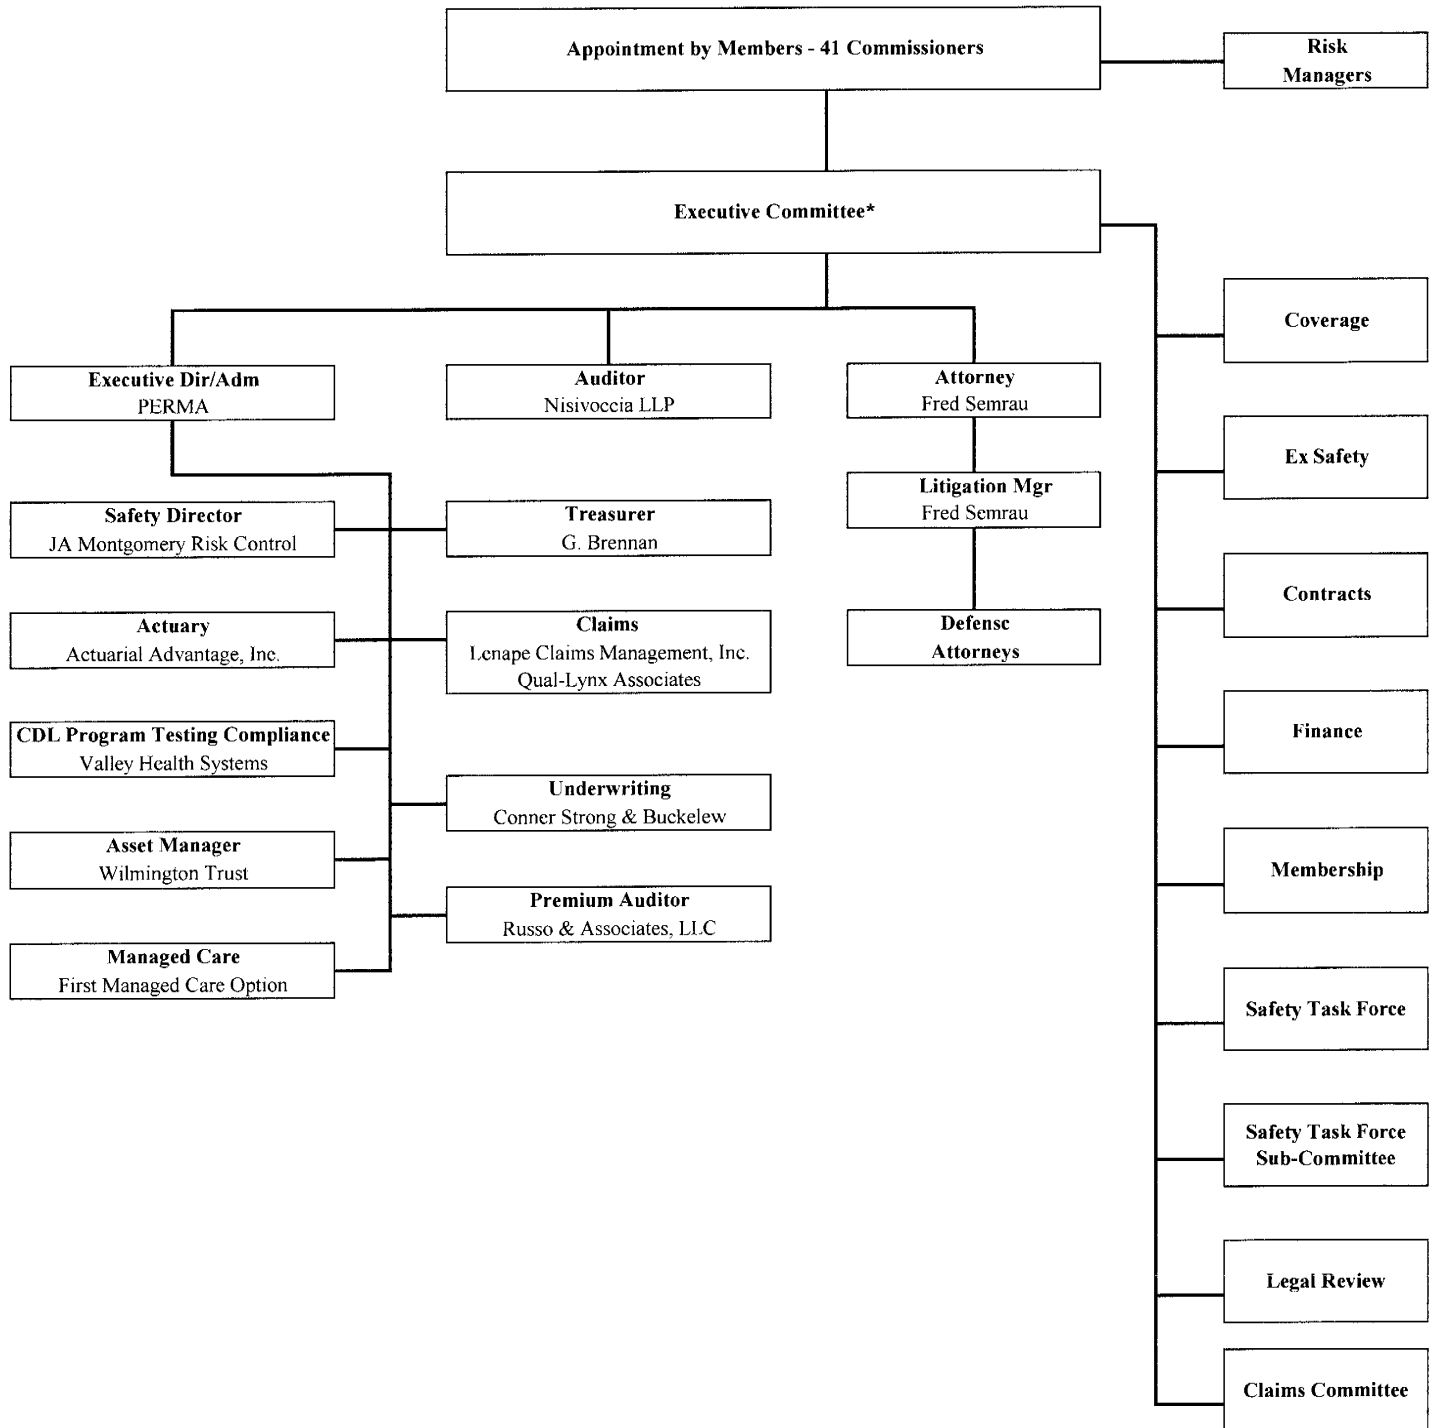 Appointment by Members - 41 Commissioners
Risk
Managers
Executive Committee*
Coverage
Executive Dir/Adm
PERMA
Auditor
Nisivoccia LLP
Attorney
Fred Semrau
Ex Safety
Litigation Mgr
Fred Semrau
Safety Director
JA Montgomery Risk Control
Treasurer
G. Brennan
Contracts
Actuary
Actuarial Advantage, Inc.
Claims
Lenape Claims Management, Inc.
Qual-Lynx Associates
Defense
Attorneys
Finance
CDL Program Testing Compliance
Valley Health Systems
Underwriting
Conner Strong & Buckelew
Membership
Asset Manager
Wilmington Trust
Premium Auditor
Russo & Associates, LLC
Managed Care
First Managed Care Option
Safety Task Force
Safety Task Force
Sub-Committee
Legal Review
Claims Committee